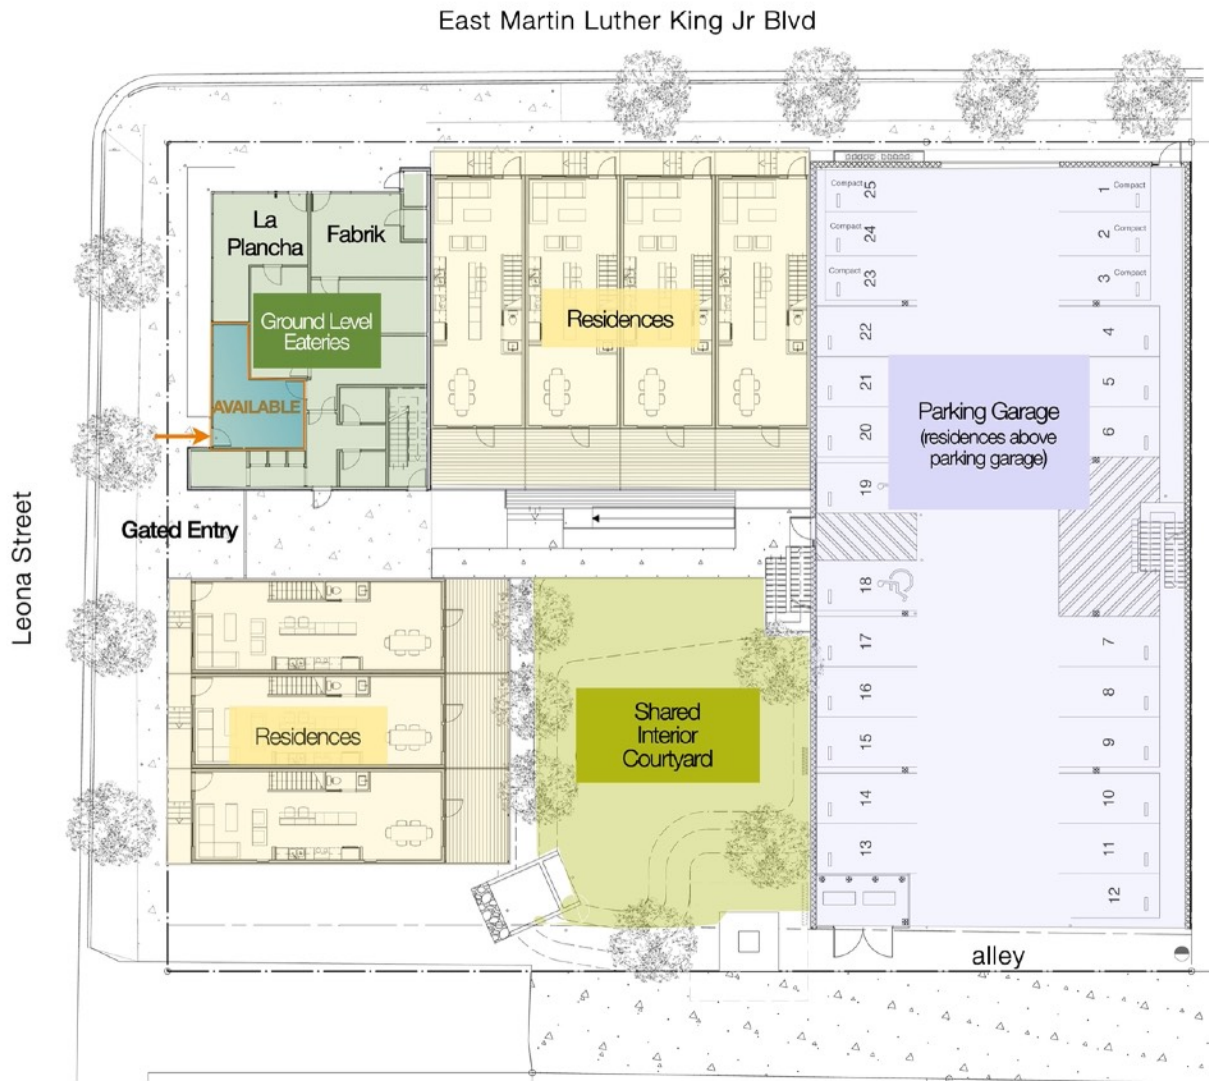 East Martin Luther King Jr Blvd
La
Plancha
Fabrik
Ground Level
Eateries
AVAILABLE
Residences
Compact 25
Compact 24
Compact 23
22
21
20
19
18
17
16
15
14
13
1 Compact
2 Compact
3 Compact
4
5
6
7
8
9
10
11
12
Parking Garage
(residences above
parking garage)
Leona Street
Gated Entry
Residences
Shared
Interior
Courtyard
alley